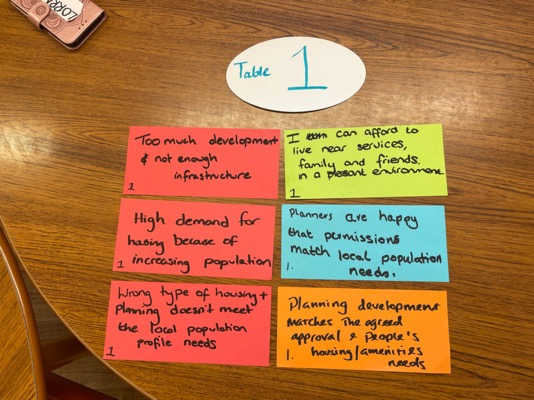 LORR
Table 1
Too much development
& not enough
infrastructure
1
I can afford to
live near services,
family and friends.
in a pleasant environment
1
High demand for
hosing because of
increasing population
1
Planners are happy
that permissions
match local population
needs.
1.
Wrong type of housing +
planning doesn't meet
the local population
profile needs
1
Planning development
matches the agreed
approval & people's
housing/amenities
needs
1.